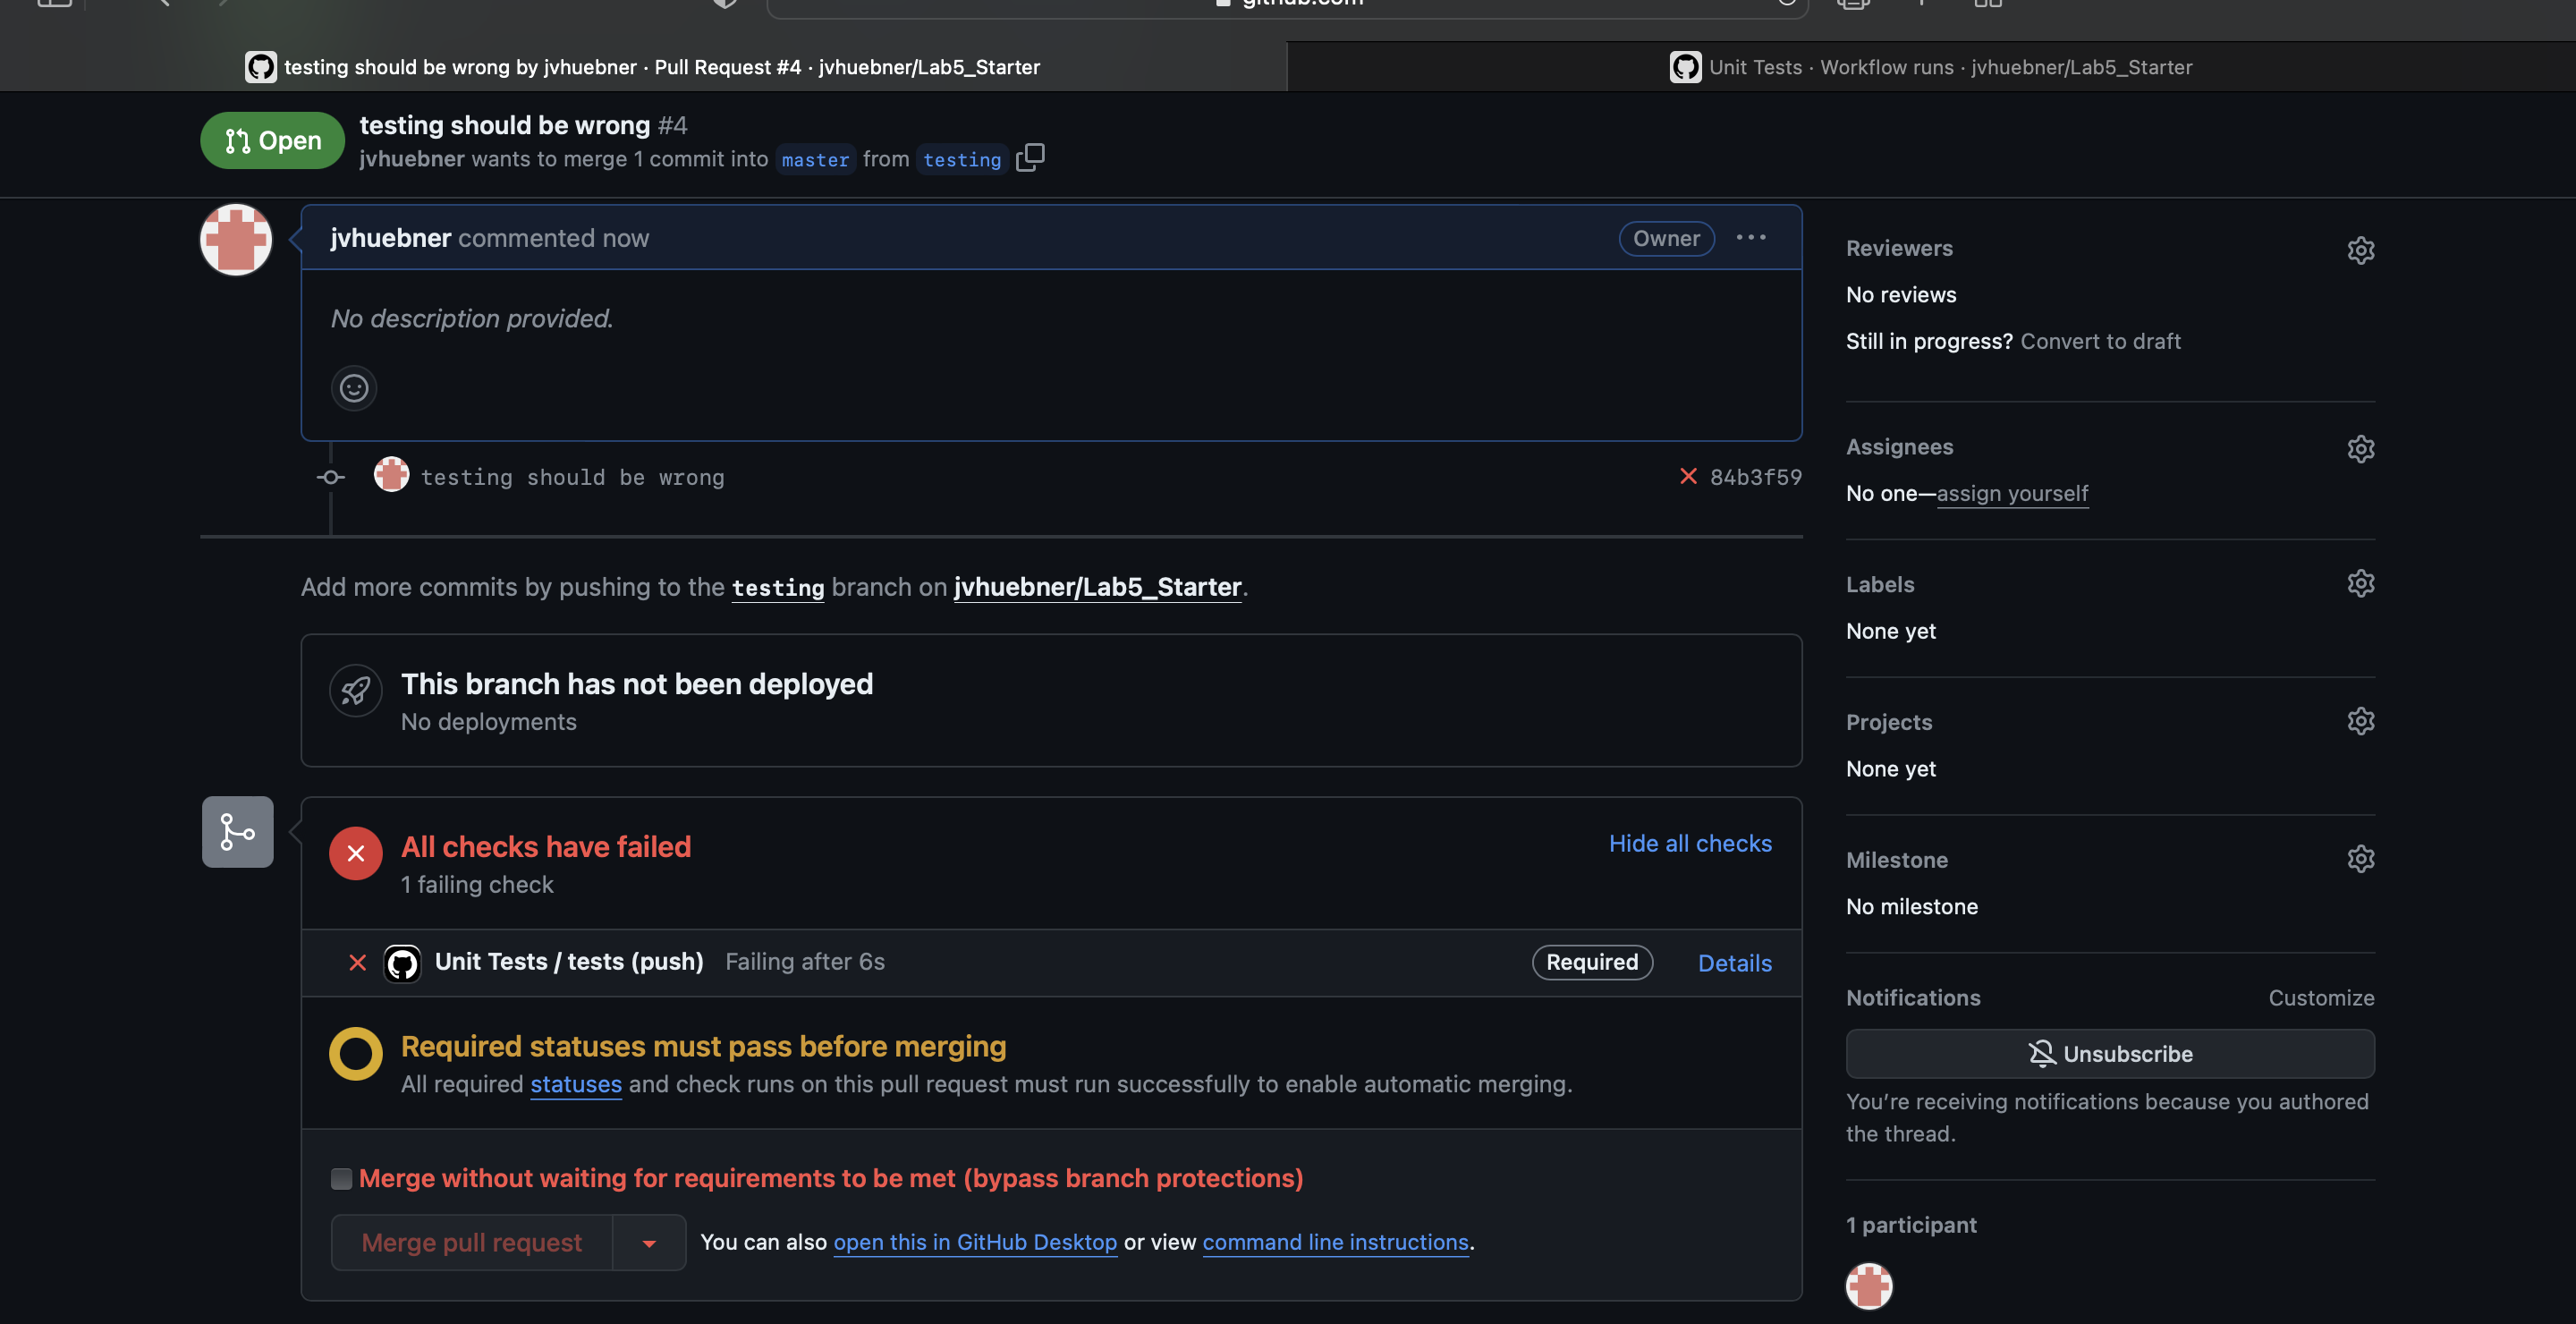 github.com
testing should be wrong by jvhuebner · Pull Request #4 · jvhuebner/Lab5_Starter
Unit Tests · Workflow runs · jvhuebner/Lab5_Starter
Open
testing should be wrong #4
jvhuebner wants to merge 1 commit into master from testing
jvhuebner commented now
Owner
No description provided.
testing should be wrong
84b3f59
Add more commits by pushing to the testing branch on jvhuebner/Lab5_Starter.
This branch has not been deployed
No deployments
All checks have failed
Hide all checks
1 failing check
Unit Tests / tests (push) Failing after 6s
Required
Details
Required statuses must pass before merging
All required statuses and check runs on this pull request must run successfully to enable automatic merging.
Merge without waiting for requirements to be met (bypass branch protections)
Merge pull request
You can also open this in GitHub Desktop or view command line instructions.
Reviewers
No reviews
Still in progress? Convert to draft
Assignees
No one—assign yourself
Labels
None yet
Projects
None yet
Milestone
No milestone
Notifications
Customize
Unsubscribe
You're receiving notifications because you authored
the thread.
1 participant